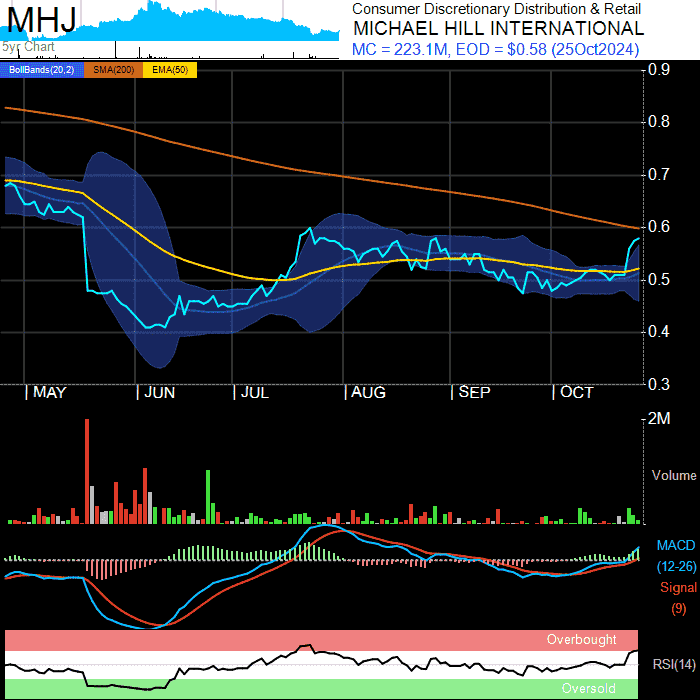 MHJ
5yr Chart
Consumer Discretionary Distribution & Retail
MICHAEL HILL INTERNATIONAL
MC = 223.1M, EOD = $0.58 (25Oct2024)
BollBands(20,2) SMA(200) EMA(50)
0.9
0.8
0.7
0.6
0.5
0.4
0.3
MAY JUN JUL AUG SEP OCT
2M
Volume
MACD
(12-26)
Signal
(9)
Overbought
RSI(14)
Oversold